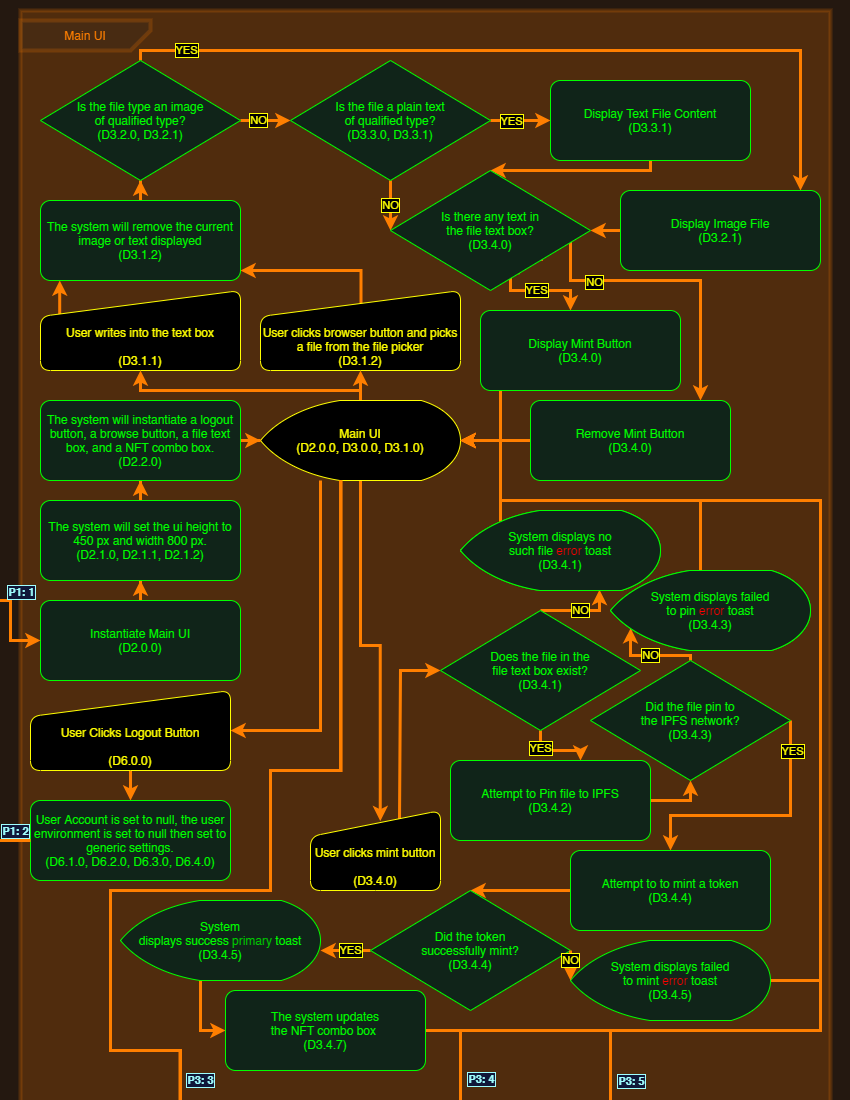 Main UI
YES
Is the file type an image
of qualified type?
(D3.2.0, D3.2.1)
NO
Is the file a plain text
of qualified type?
(D3.3.0, D3.3.1)
YES
Display Text File Content
(D3.3.1)
NO
Is there any text in
the file text box?
(D3.4.0)
Display Image File
(D3.2.1)
The system will remove the current
image or text displayed
(D3.1.2)
YES
NO
User writes into the text box
(D3.1.1)
User clicks browser button and picks
a file from the file picker
(D3.1.2)
Display Mint Button
(D3.4.0)
The system will instantiate a logout
button, a browse button, a file text
box, and a NFT combo box.
(D2.2.0)
Main UI
(D2.0.0, D3.0.0, D3.1.0)
Remove Mint Button
(D3.4.0)
The system will set the ui height to
450 px and width 800 px.
(D2.1.0, D2.1.1, D2.1.2)
System displays no
such file error toast
(D3.4.1)
P1: 1
Instantiate Main UI
(D2.0.0)
NO
System displays failed
to pin error toast
(D3.4.3)
Does the file in the
file text box exist?
(D3.4.1)
NO
Did the file pin to
the IPFS network?
(D3.4.3)
User Clicks Logout Button
(D6.0.0)
YES
YES
Attempt to Pin file to IPFS
(D3.4.2)
P1: 2
User Account is set to null, the user
environment is set to null then set to
generic settings.
(D6.1.0, D6.2.0, D6.3.0, D6.4.0)
User clicks mint button
(D3.4.0)
Attempt to to mint a token
(D3.4.4)
System
displays success primary toast
(D3.4.5)
YES
Did the token
successfully mint?
(D3.4.4)
NO
System displays failed
to mint error toast
(D3.4.5)
The system updates
the NFT combo box
(D3.4.7)
P3: 3
P3: 4
P3: 5